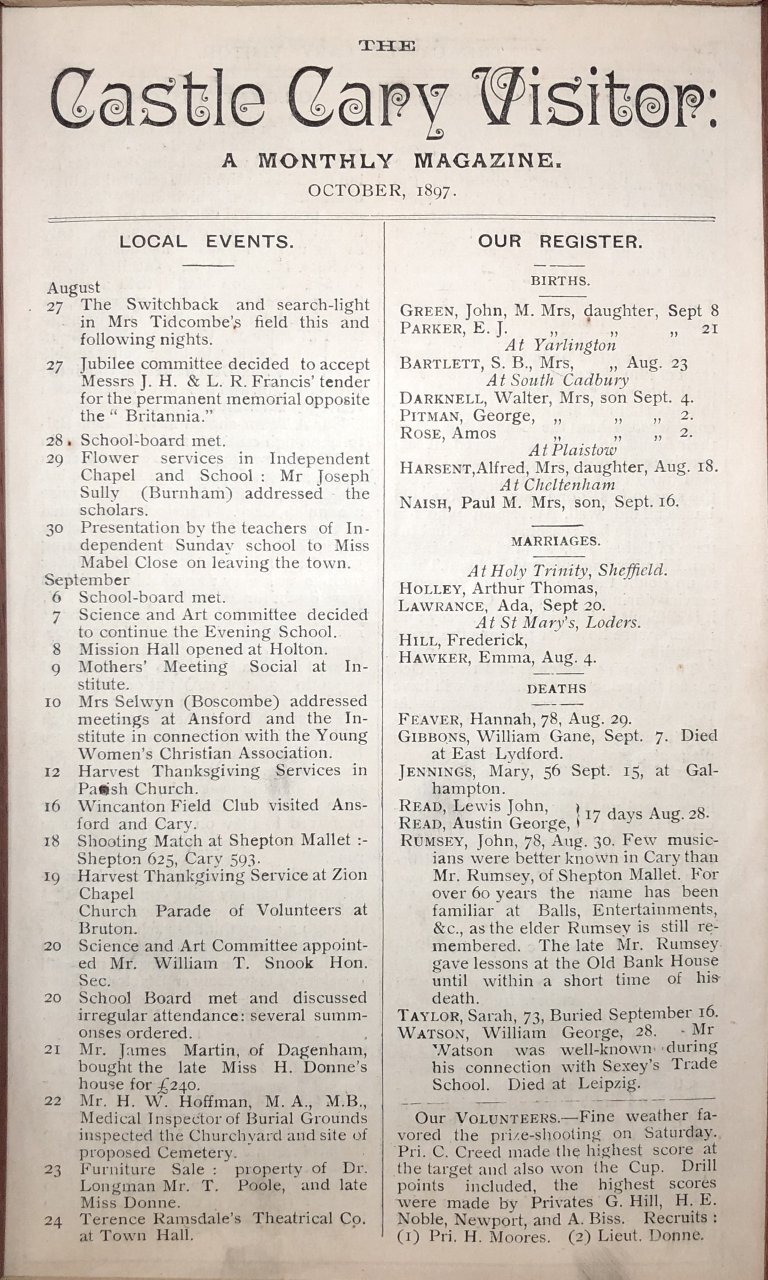 THE
Castle Cary Visitor:
A MONTHLY MAGAZINE.
OCTOBER, 1897.
LOCAL EVENTS.
August
27 The Switchback and search-light
in Mrs Tidcombe's field this and
following nights.
27 Jubilee committee decided to accept
Messrs J. H. & L. R. Francis' tender
for the permanent memorial opposite
the " Britannia."
28 School-board met.
29 Flower services in Independent
Chapel and School : Mr Joseph
Sully (Burnham) addressed the
scholars.
30 Presentation by the teachers of In-
dependent Sunday school to Miss
Mabel Close on leaving the town.
September
6 School-board met.
7 Science and Art committee decided
to continue the Evening School.
8 Mission Hall opened at Holton.
9 Mothers' Meeting Social at In-
stitute.
10 Mrs Selwyn (Boscombe) addressed
meetings at Ansford and the In-
stitute in connection with the Young
Women's Christian Association.
12 Harvest Thanksgiving Services in
Parish Church.
16 Wincanton Field Club visited Ans-
ford and Cary.
18 Shooting Match at Shepton Mallet :-
Shepton 625, Cary 593.
19 Harvest Thankgiving Service at Zion
Chapel
Church Parade of Volunteers at
Bruton.
20 Science and Art Committee appoint-
ed Mr. William T. Snook Hon.
Sec.
20 School Board met and discussed
irregular attendance: several summ-
onses ordered.
21 Mr. James Martin, of Dagenham,
bought the late Miss H. Donne's
house for £240.
22 Mr. H. W. Hoffman, M. A., M.B.,
Medical Inspector of Burial Grounds
inspected the Churchyard and site of
proposed Cemetery.
23 Furniture Sale : property of Dr.
Longman Mr. T. Poole, and late
Miss Donne.
24 Terence Ramsdale's Theatrical Co.
at Town Hall.
OUR REGISTER.
BIRTHS.
GREEN, John, M. Mrs, daughter, Sept 8
PARKER, E. J. „ „ „ 21
At Yarlington
BARTLETT, S. B., Mrs, „ Aug. 23
At South Cadbury
DARKNELL, Walter, Mrs, son Sept. 4.
PITMAN, George, „ „ „ 2.
ROSE, Amos „ „ „ 2.
At Plaistow
HARSENT,Alfred, Mrs, daughter, Aug. 18.
At Cheltenham
NAISH, Paul M. Mrs, son, Sept. 16.
MARRIAGES.
At Holy Trinity, Sheffield.
HOLLEY, Arthur Thomas,
LAWRANCE, Ada, Sept 20.
At St Mary's, Loders.
HILL, Frederick,
HAWKER, Emma, Aug. 4.
DEATHS
FEAVER, Hannah, 78, Aug. 29.
GIBBONS, William Gane, Sept. 7. Died
at East Lydford.
JENNINGS, Mary, 56 Sept. 15, at Gal-
hampton.
READ, Lewis John,
READ, Austin George, } 17 days Aug. 28.
RUMSEY, John, 78, Aug. 30. Few music-
ians were better known in Cary than
Mr. Rumsey, of Shepton Mallet. For
over 60 years the name has been
familiar at Balls, Entertainments,
&c., as the elder Rumsey is still re-
membered. The late Mr. Rumsey
gave lessons at the Old Bank House
until within a short time of his
death.
TAYLOR, Sarah, 73, Buried September 16.
WATSON, William George, 28. - Mr
Watson was well-known during
his connection with Sexey's Trade
School. Died at Leipzig.
Our VOLUNTEERS.—Fine weather fa-
vored the prize-shooting on Saturday.
Pri. C. Creed made the highest score at
the target and also won the Cup. Drill
points included, the highest scores
were made by Privates G. Hill, H. E.
Noble, Newport, and A. Biss. Recruits :
(1) Pri. H. Moores. (2) Lieut. Donne.